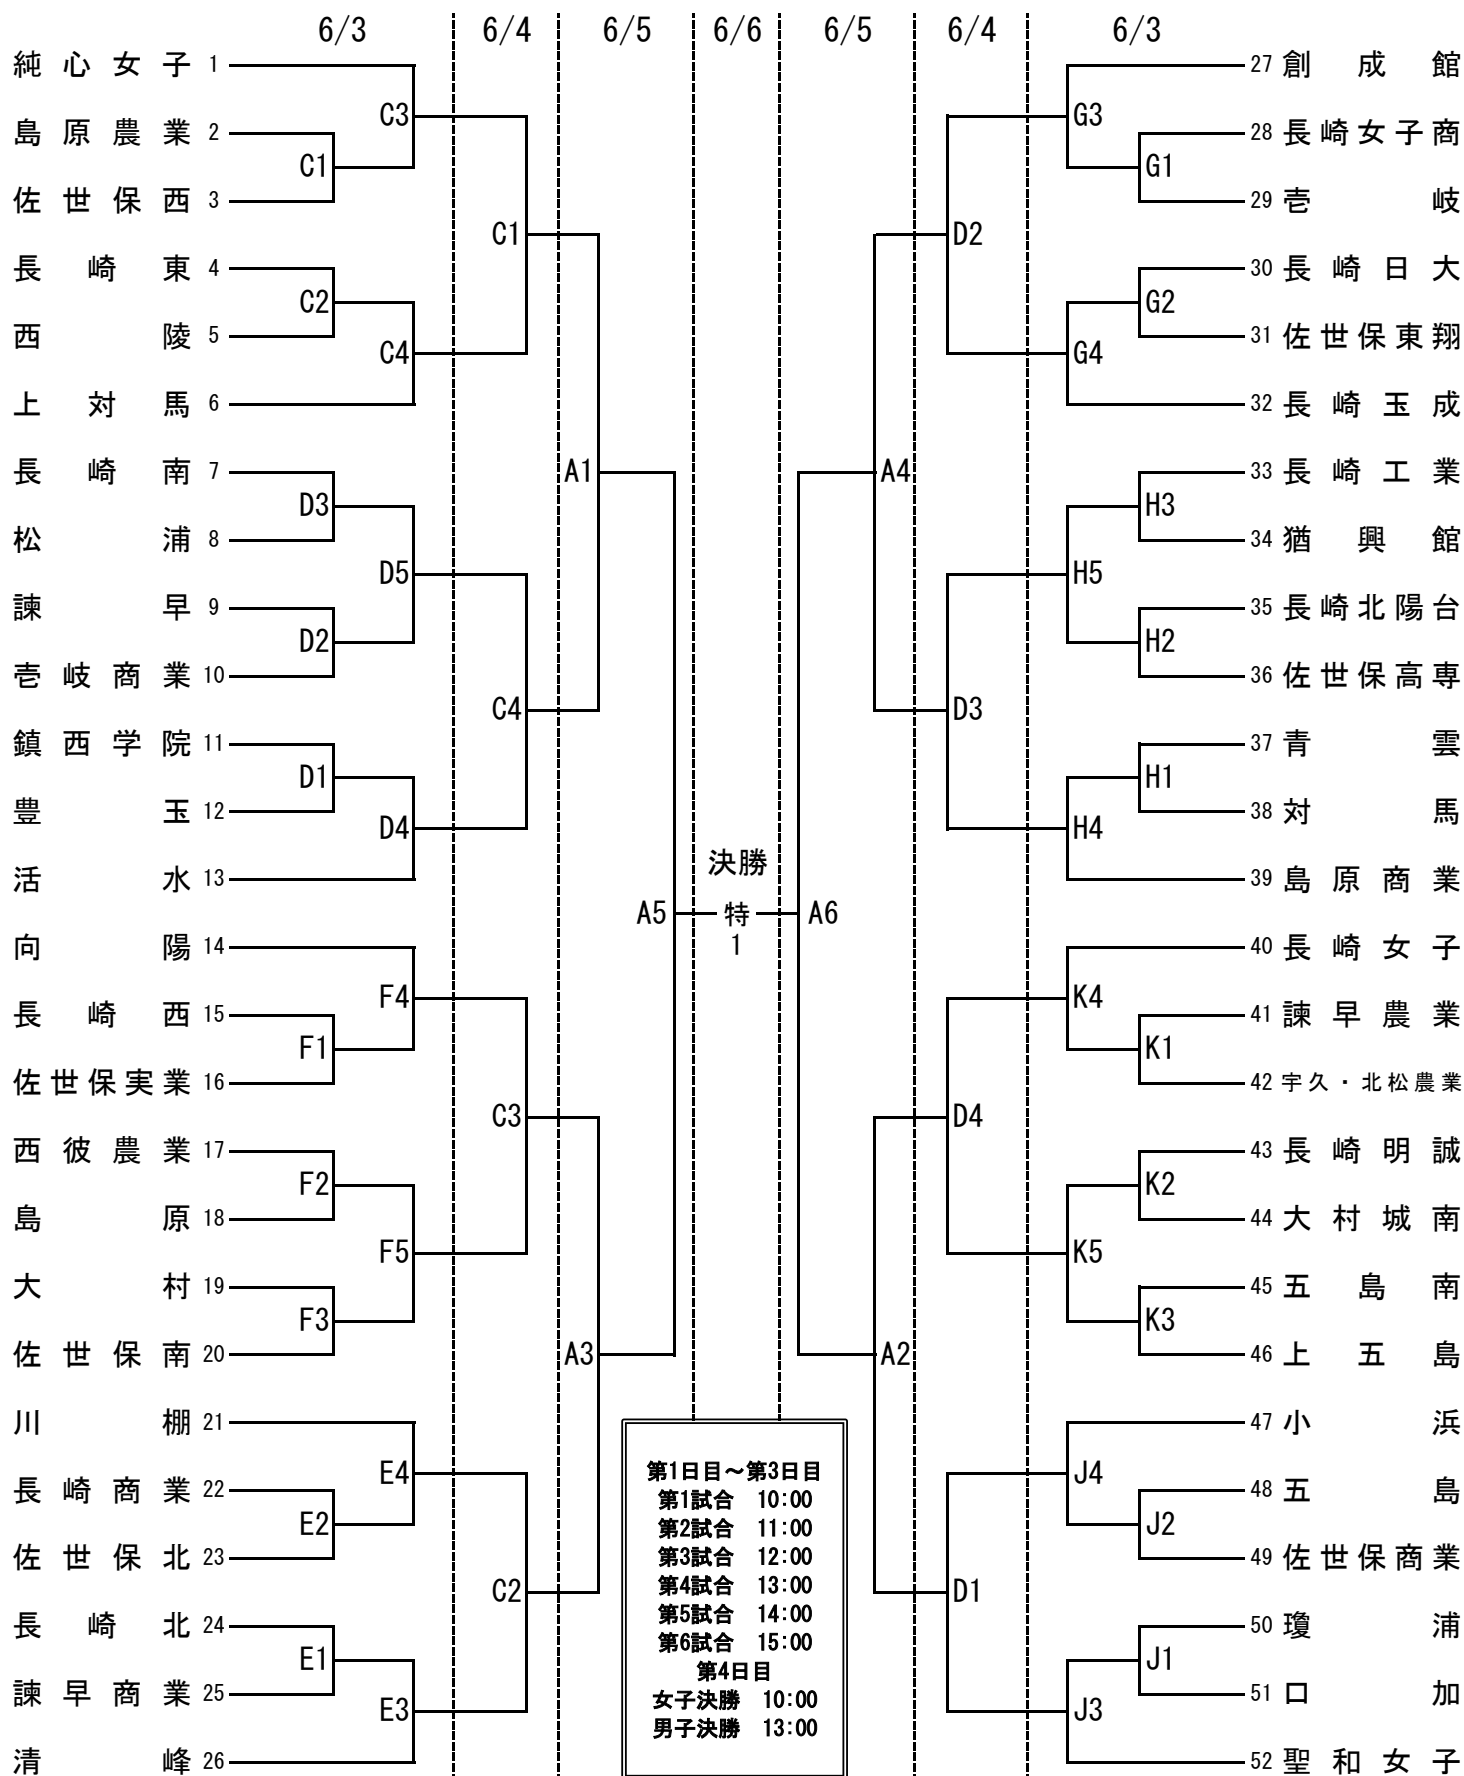 6/3 6/4 6/5 6/6 6/5 6/4 6/3
純心女子 1
27 創成館
C3
G3
島原農業 2
28 長崎女子商
C1
G1
佐世保西 3
29 壱岐
C1
D2
長崎東 4
30 長崎日大
C2
G2
西陵 5
31 佐世保東翔
C4
G4
上対馬 6
32 長崎玉成
長崎南 7
A1
A4
33 長崎工業
D3
H3
松浦 8
34 猶興館
D5
H5
諫早 9
35 長崎北陽台
D2
H2
壱岐商業 10
36 佐世保高専
C4
D3
鎮西学院 11
37 青雲
D1
H1
豊玉 12
38 対馬
D4
H4
決勝
活水 13
39 島原商業
A5
特
1
A6
向陽 14
40 長崎女子
F4
K4
長崎西 15
41 諫早農業
F1
K1
佐世保実業 16
42 宇久・北松農業
C3
D4
西彼農業 17
43 長崎明誠
F2
K2
島原 18
44 大村城南
F5
K5
大村 19
45 五島南
F3
K3
佐世保南 20
A3
A2
46 上五島
川棚 21
47 小浜
E4
J4
長崎商業 22
48 五島
E2
J2
佐世保北 23
49 佐世保商業
C2
D1
長崎北 24
50 瓊浦
E1
J1
諫早商業 25
51 口加
E3
J3
清峰 26
52 聖和女子
第1日目～第3日目
第1試合 10:00
第2試合 11:00
第3試合 12:00
第4試合 13:00
第5試合 14:00
第6試合 15:00
第4日目
女子決勝 10:00
男子決勝 13:00